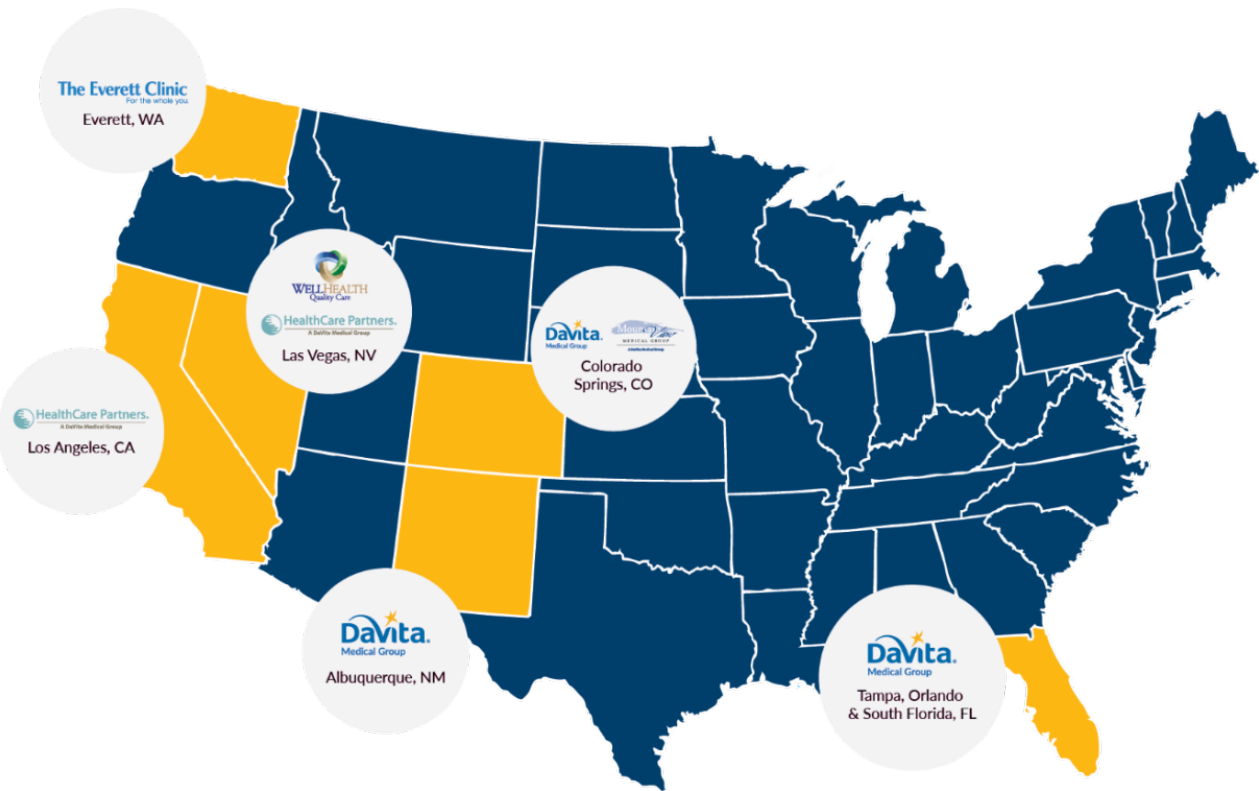 The Everett Clinic
For the whole you.
Everett, WA
WELLHEALTH
Quality Care
HealthCare Partners.
A DaVita Medical Group
Las Vegas, NV
DaVita.
Medical Group
Mountain View
MEDICAL GROUP
Colorado
Springs, CO
HealthCare Partners.
A DaVita Medical Group
Los Angeles, CA
DaVita.
Medical Group
Albuquerque, NM
DaVita.
Medical Group
Tampa, Orlando
& South Florida, FL